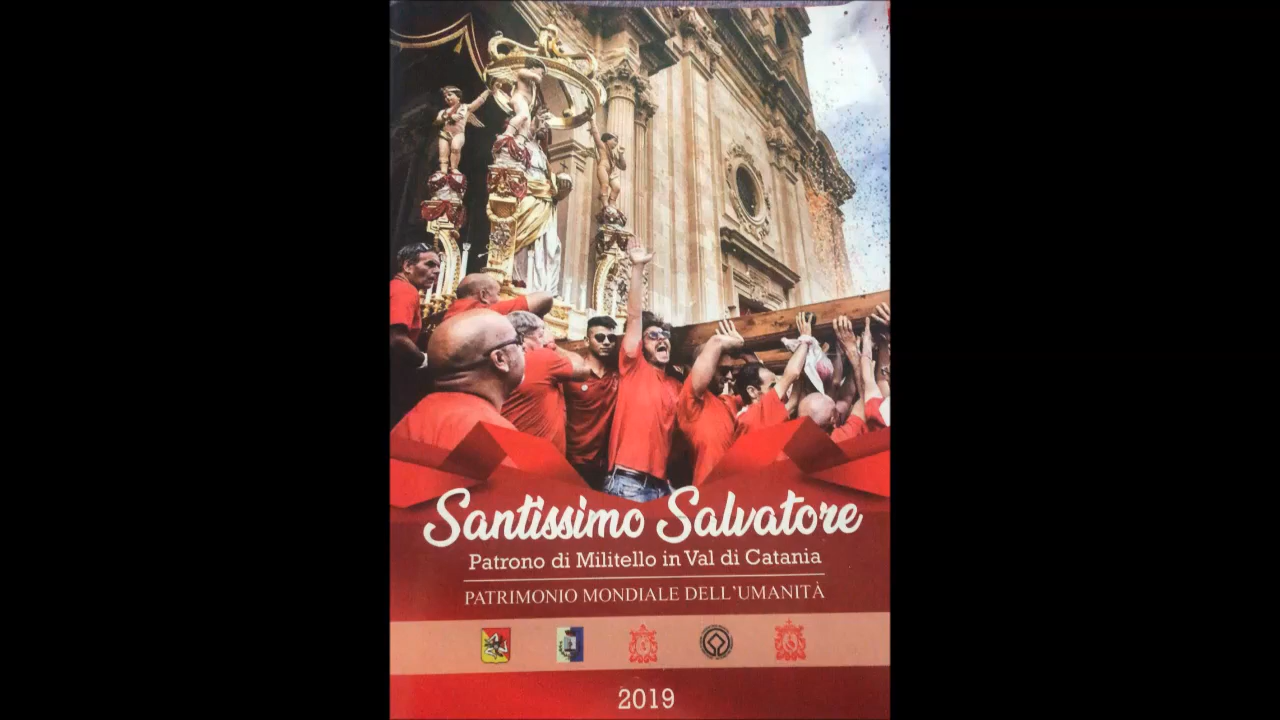 Santissimo Salvatore
Patrono di Militello in Val di Catania
PATRIMONIO MONDIALE DELL'UMANITÀ
2019